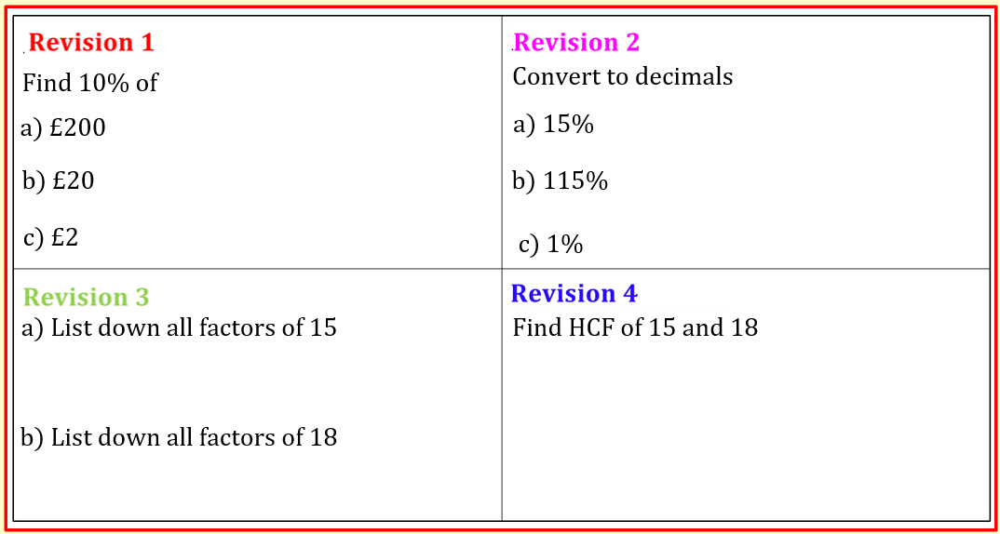 Revision 1
Find 10% of
a) £200
b) £20
c) £2
Revision 2
Convert to decimals
a) 15%
b) 115%
c) 1%
Revision 3
a) List down all factors of 15
b) List down all factors of 18
Revision 4
Find HCF of 15 and 18